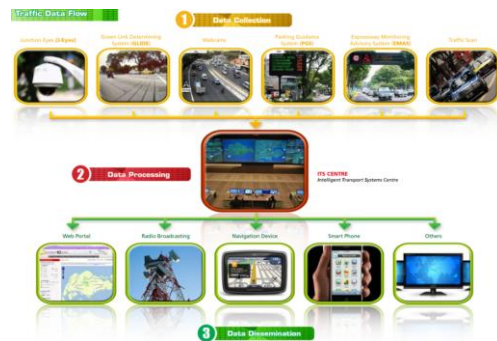 Traffic Data Flow
1 Data Collection
Junction Eyes (J-Eyes)
Green Link Determining
System (GLIDE)
Webcams
Parking Guidance
System (PGS)
Expressway Monitoring
Advisory System (EMAS)
Traffic Scan
2 Data Processing
ITS CENTRE
Intelligent Transport Systems Centre
Web Portal
Radio Broadcasting
Navigation Device
Smart Phone
Others
3 Data Dissemination